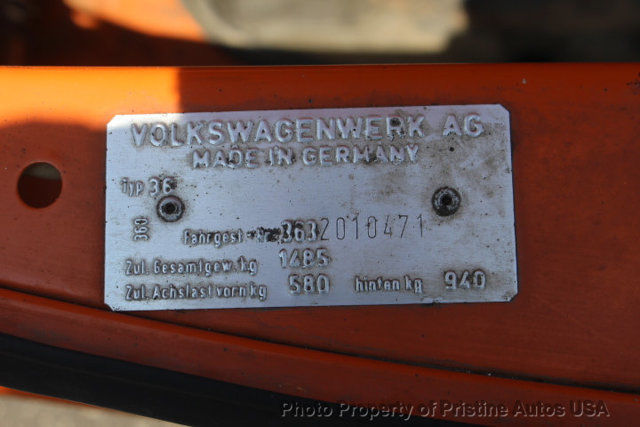 VOLKSWAGENWERK AG
MADE IN GERMANY
Typ 36
363
Fahrgest-Nr. 3632010471
Zul. Gesamtgew. kg 1485
Zul. Achslast vorn kg 580 hinten kg 940
Photo Property of Pristine Autos USA